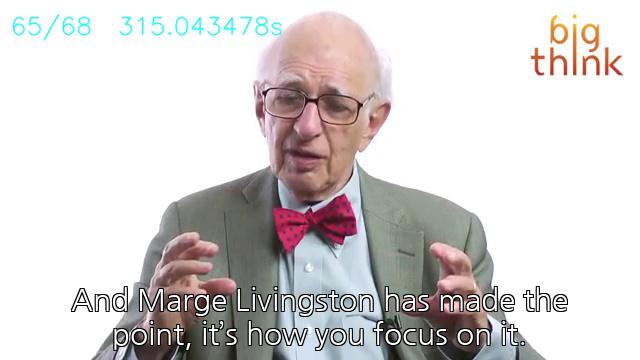 65/68 315.043478s
big
think
And Marge Livingston has made the
point, it's how you focus on it.